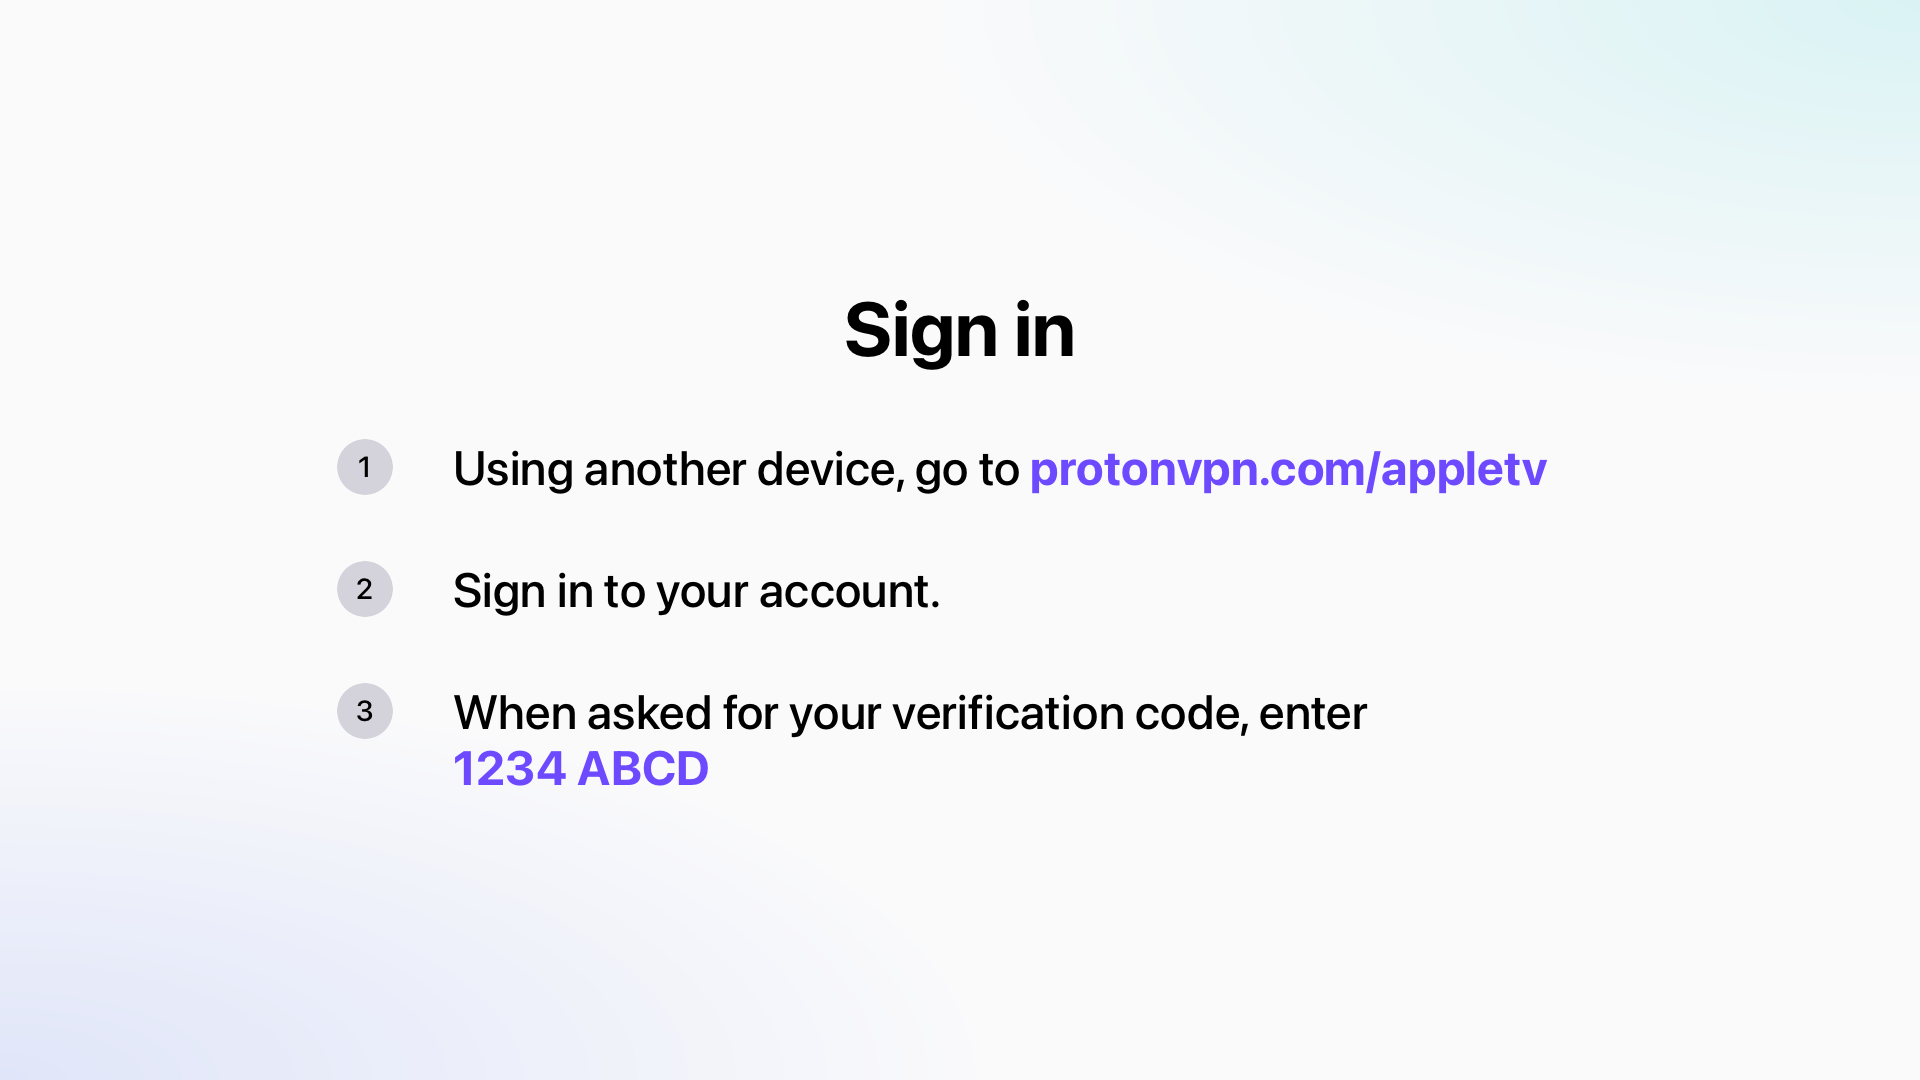 Sign in
1 Using another device, go to protonvpn.com/appletv
2 Sign in to your account.
3 When asked for your verification code, enter
1234 ABCD